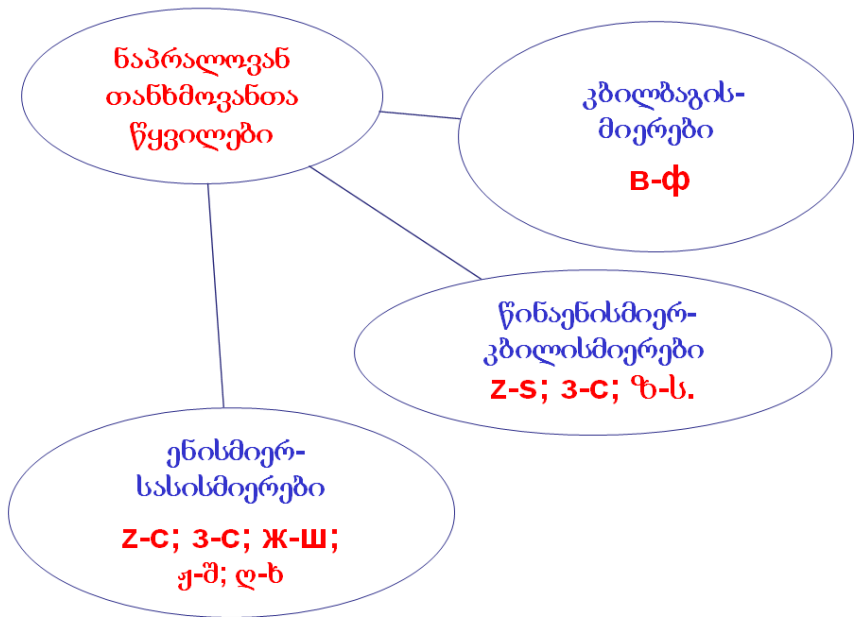 ნაპრალოვან
თანხმოვანთა
წყვილები
კბილბაგის-
მიერები
в-ф
წინაენისმიერ-
კბილისმიერები
z-s; з-с; ზ-ს.
ენისმიერ-
სასისმიერები
z-c; з-с; ж-ш;
ჟ-შ; ღ-ხ